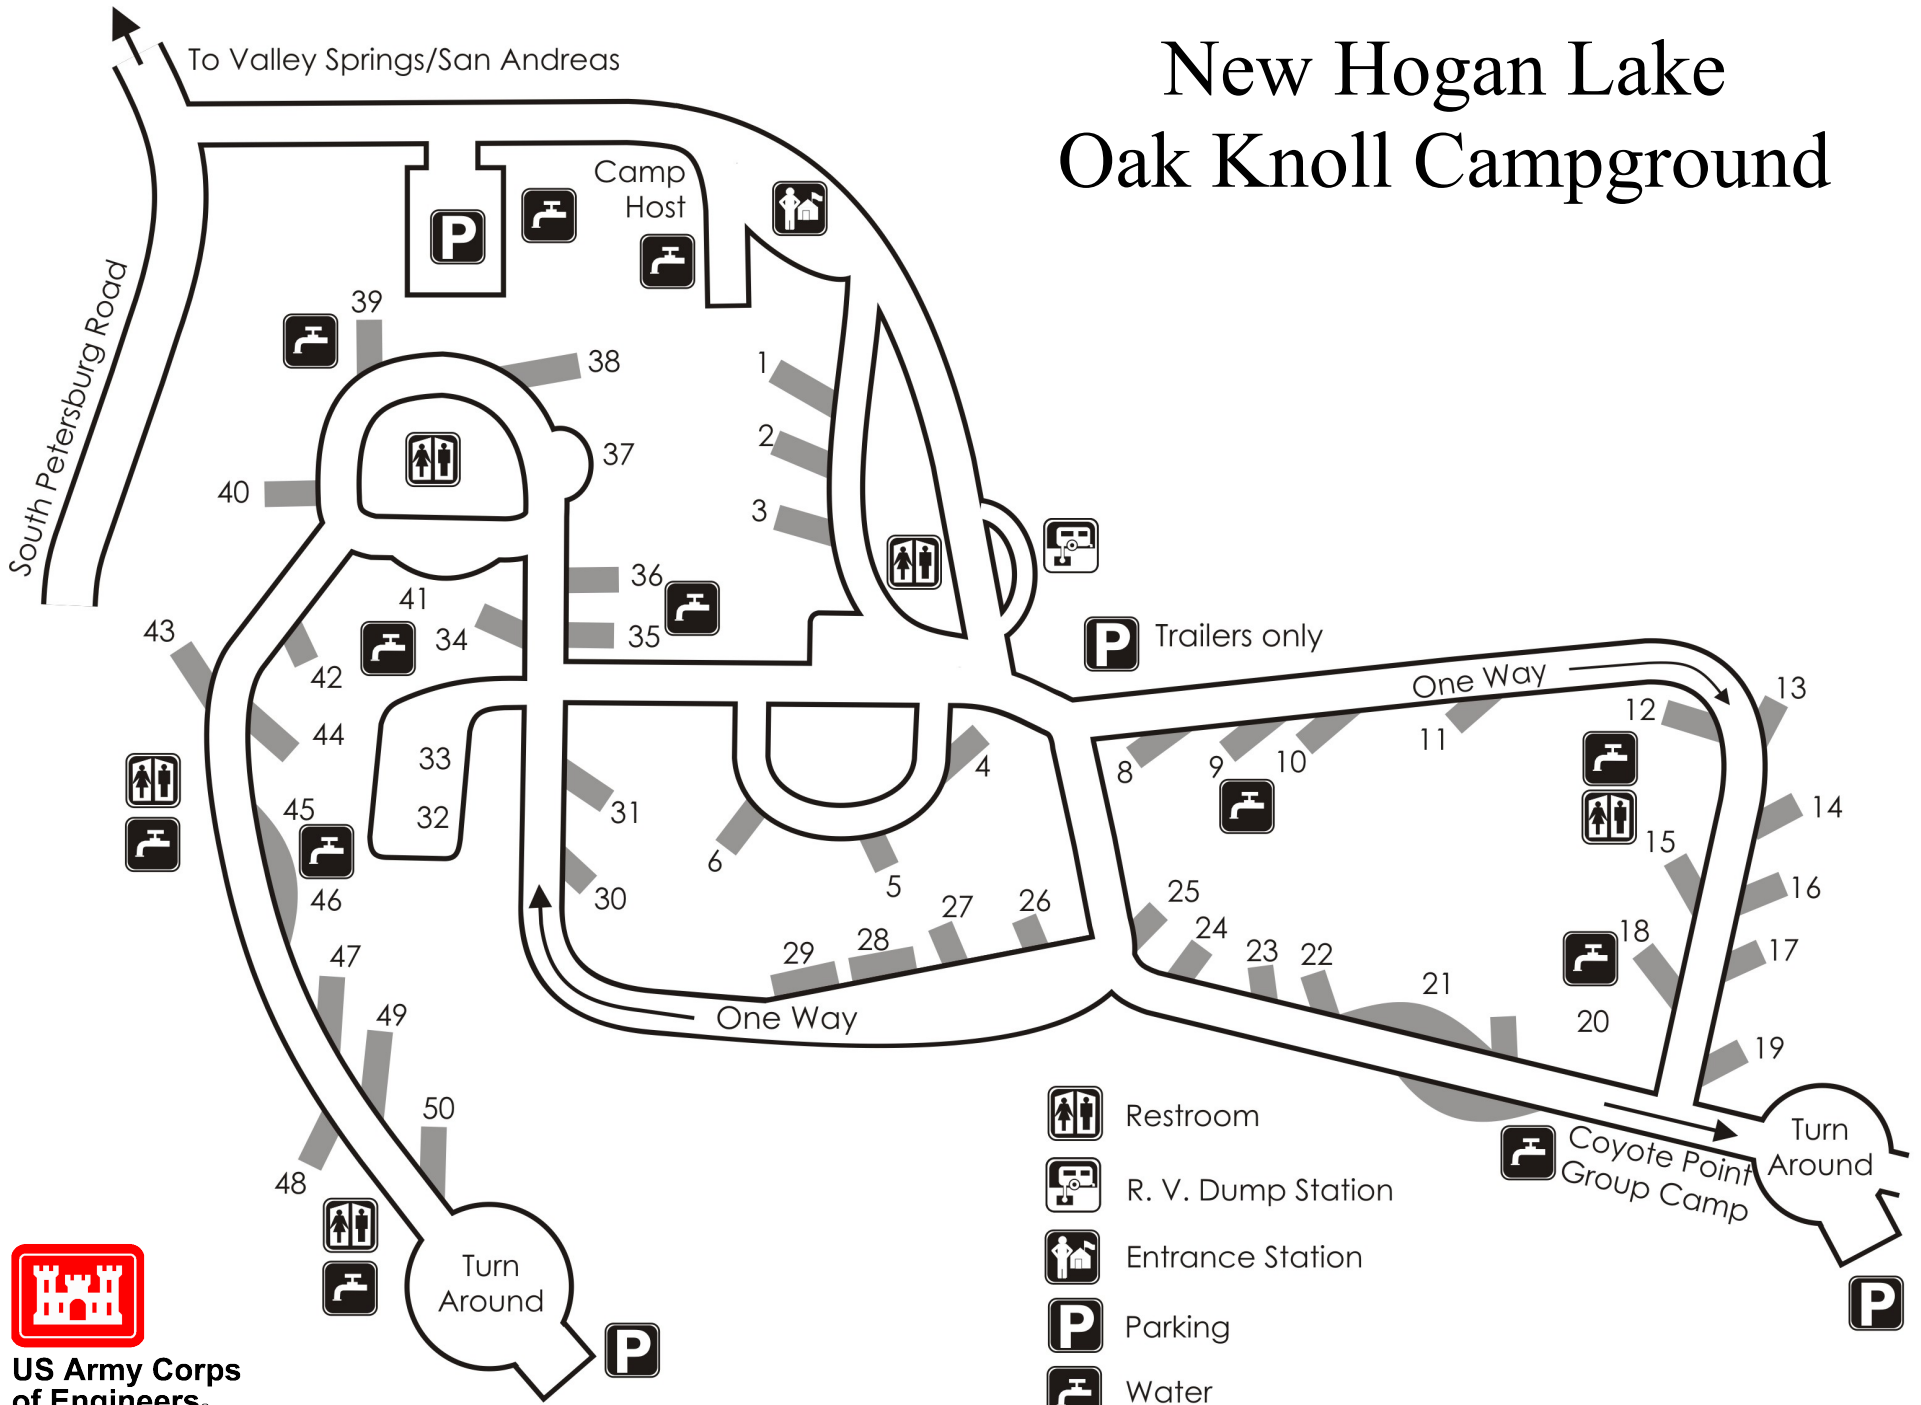 New Hogan Lake
Oak Knoll Campground
To Valley Springs/San Andreas
South Petersburg Road
Camp
Host
P
39
38
37
40
1
2
3
36
35
41
34
43
42
44
33
32
31
30
45
46
47
49
50
48
P Trailers only
One Way
4
5
6
8
9
10
11
12
13
14
15
16
17
18
19
20
21
22
23
24
25
26
27
28
29
One Way
Coyote Point
Group Camp
Turn
Around
P
Turn
Around
P
Restroom
R. V. Dump Station
Entrance Station
P Parking
Water
US Army Corps
of Engineers®